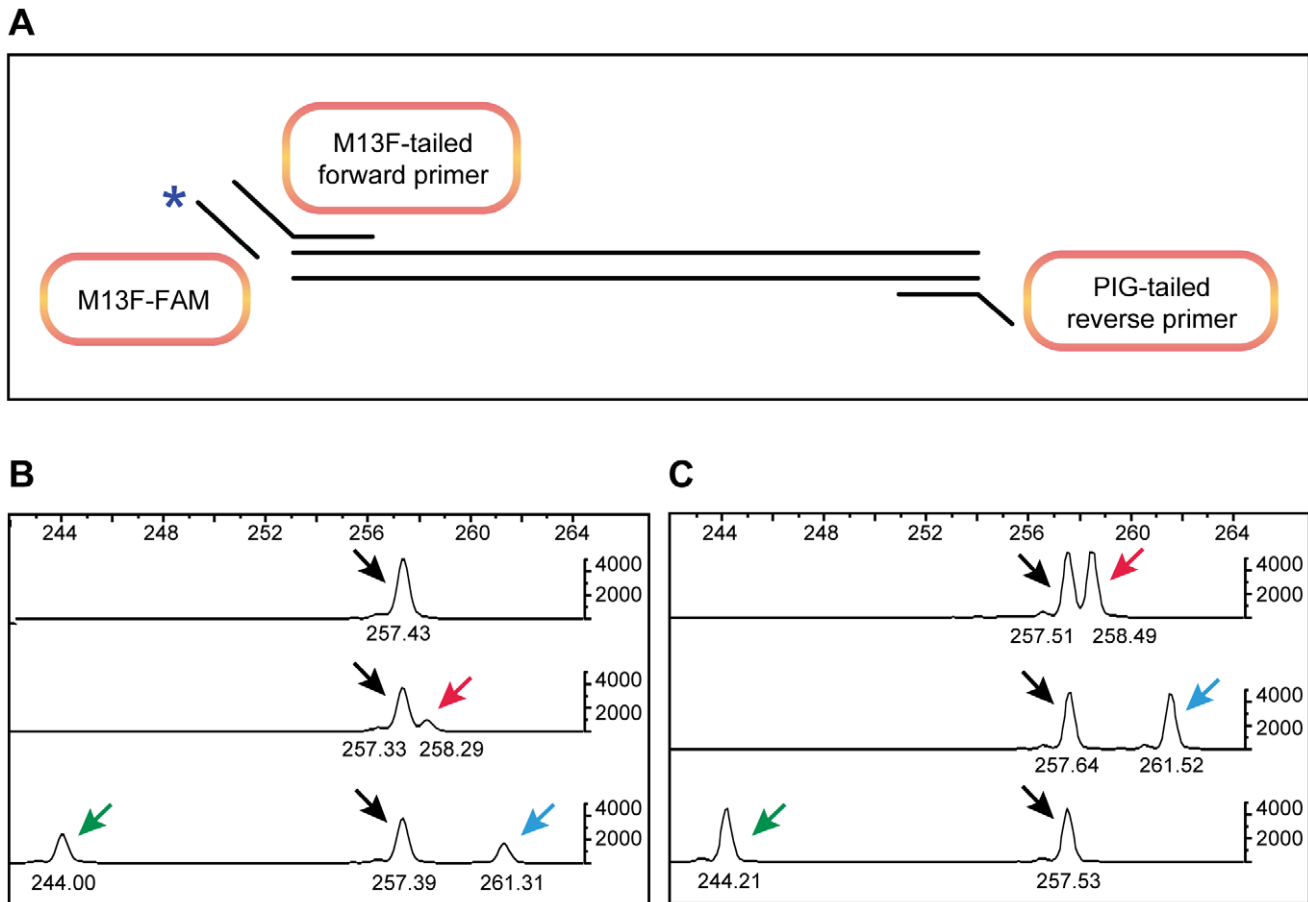 A
M13F-tailed
forward primer
*
M13F-FAM
PIG-tailed
reverse primer
B
244 248 252 256 260 264
4000
2000
257.43
4000
2000
257.33 258.29
4000
2000
244.00 257.39 261.31
C
244 248 252 256 260 264
4000
2000
257.51 258.49
4000
2000
257.64 261.52
4000
2000
244.21 257.53